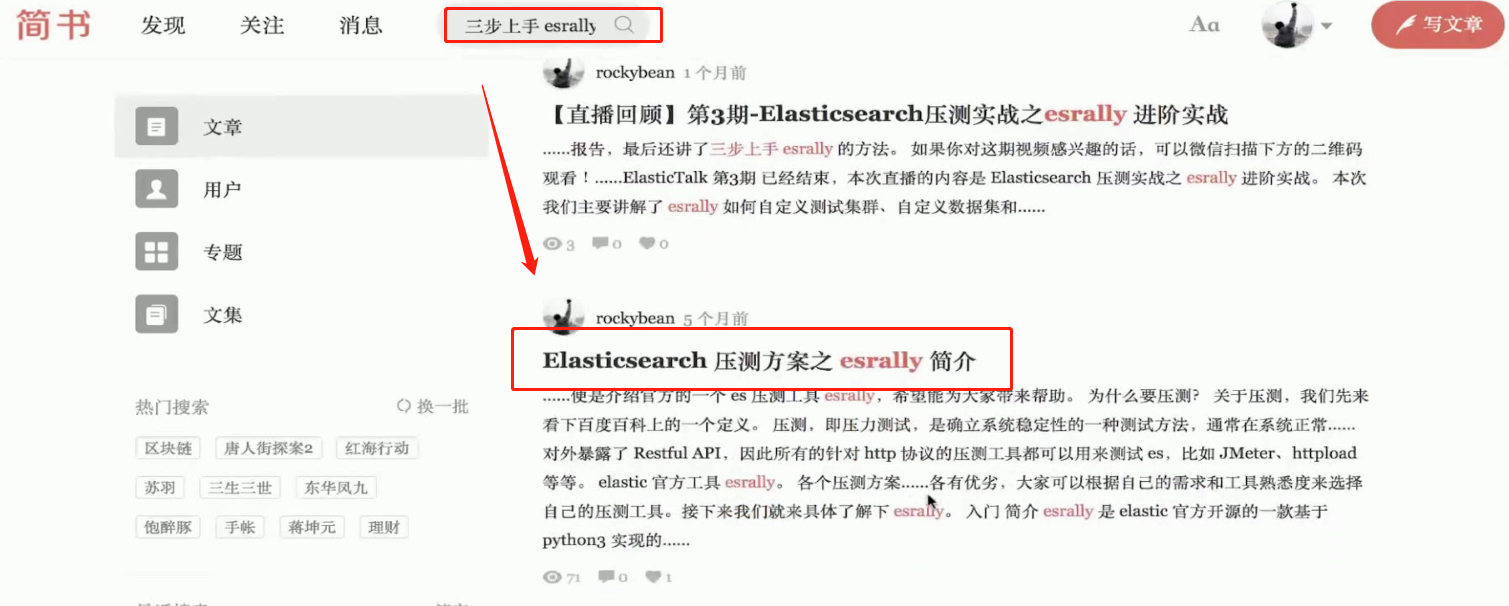 简书 发现 关注 消息 三步上手 esrally Aa 写文章
文章
用户
专题
文集
热门搜索 换一批
区块链 唐人街探案2 红海行动
苏羽 三生三世 东华凤九
饱醉豚 手帐 蒋坤元 理财
rockybean 1 个月前
【直播回顾】第3期-Elasticsearch压测实战之esrally 进阶实战
......报告，最后还讲了三步上手 esrally 的方法。 如果你对这期视频感兴趣的话，可以微信扫描下方的二维码
观看！......ElasticTalk 第3期 已经结束，本次直播的内容是 Elasticsearch 压测实战之 esrally 进阶实战。 本次
我们主要讲解了 esrally 如何自定义测试集群、自定义数据集和......
3 0 0
rockybean 5 个月前
Elasticsearch 压测方案之 esrally 简介
......便是介绍官方的一个 es 压测工具 esrally，希望能为大家带来帮助。 为什么要压测？ 关于压测，我们先来
看下百度百科上的一个定义。 压测，即压力测试，是确立系统稳定性的一种测试方法，通常在系统正常......
对外暴露了 Restful API，因此所有的针对 http 协议的压测工具都可以用来测试 es，比如 JMeter、httpload
等等。 elastic 官方工具 esrally。 各个压测方案......各有优劣，大家可以根据自己的需求和工具熟悉度来选择
自己的压测工具。接下来我们就来具体了解下 esrally。 入门 简介 esrally 是 elastic 官方开源的一款基于
python3 实现的......
71 0 1